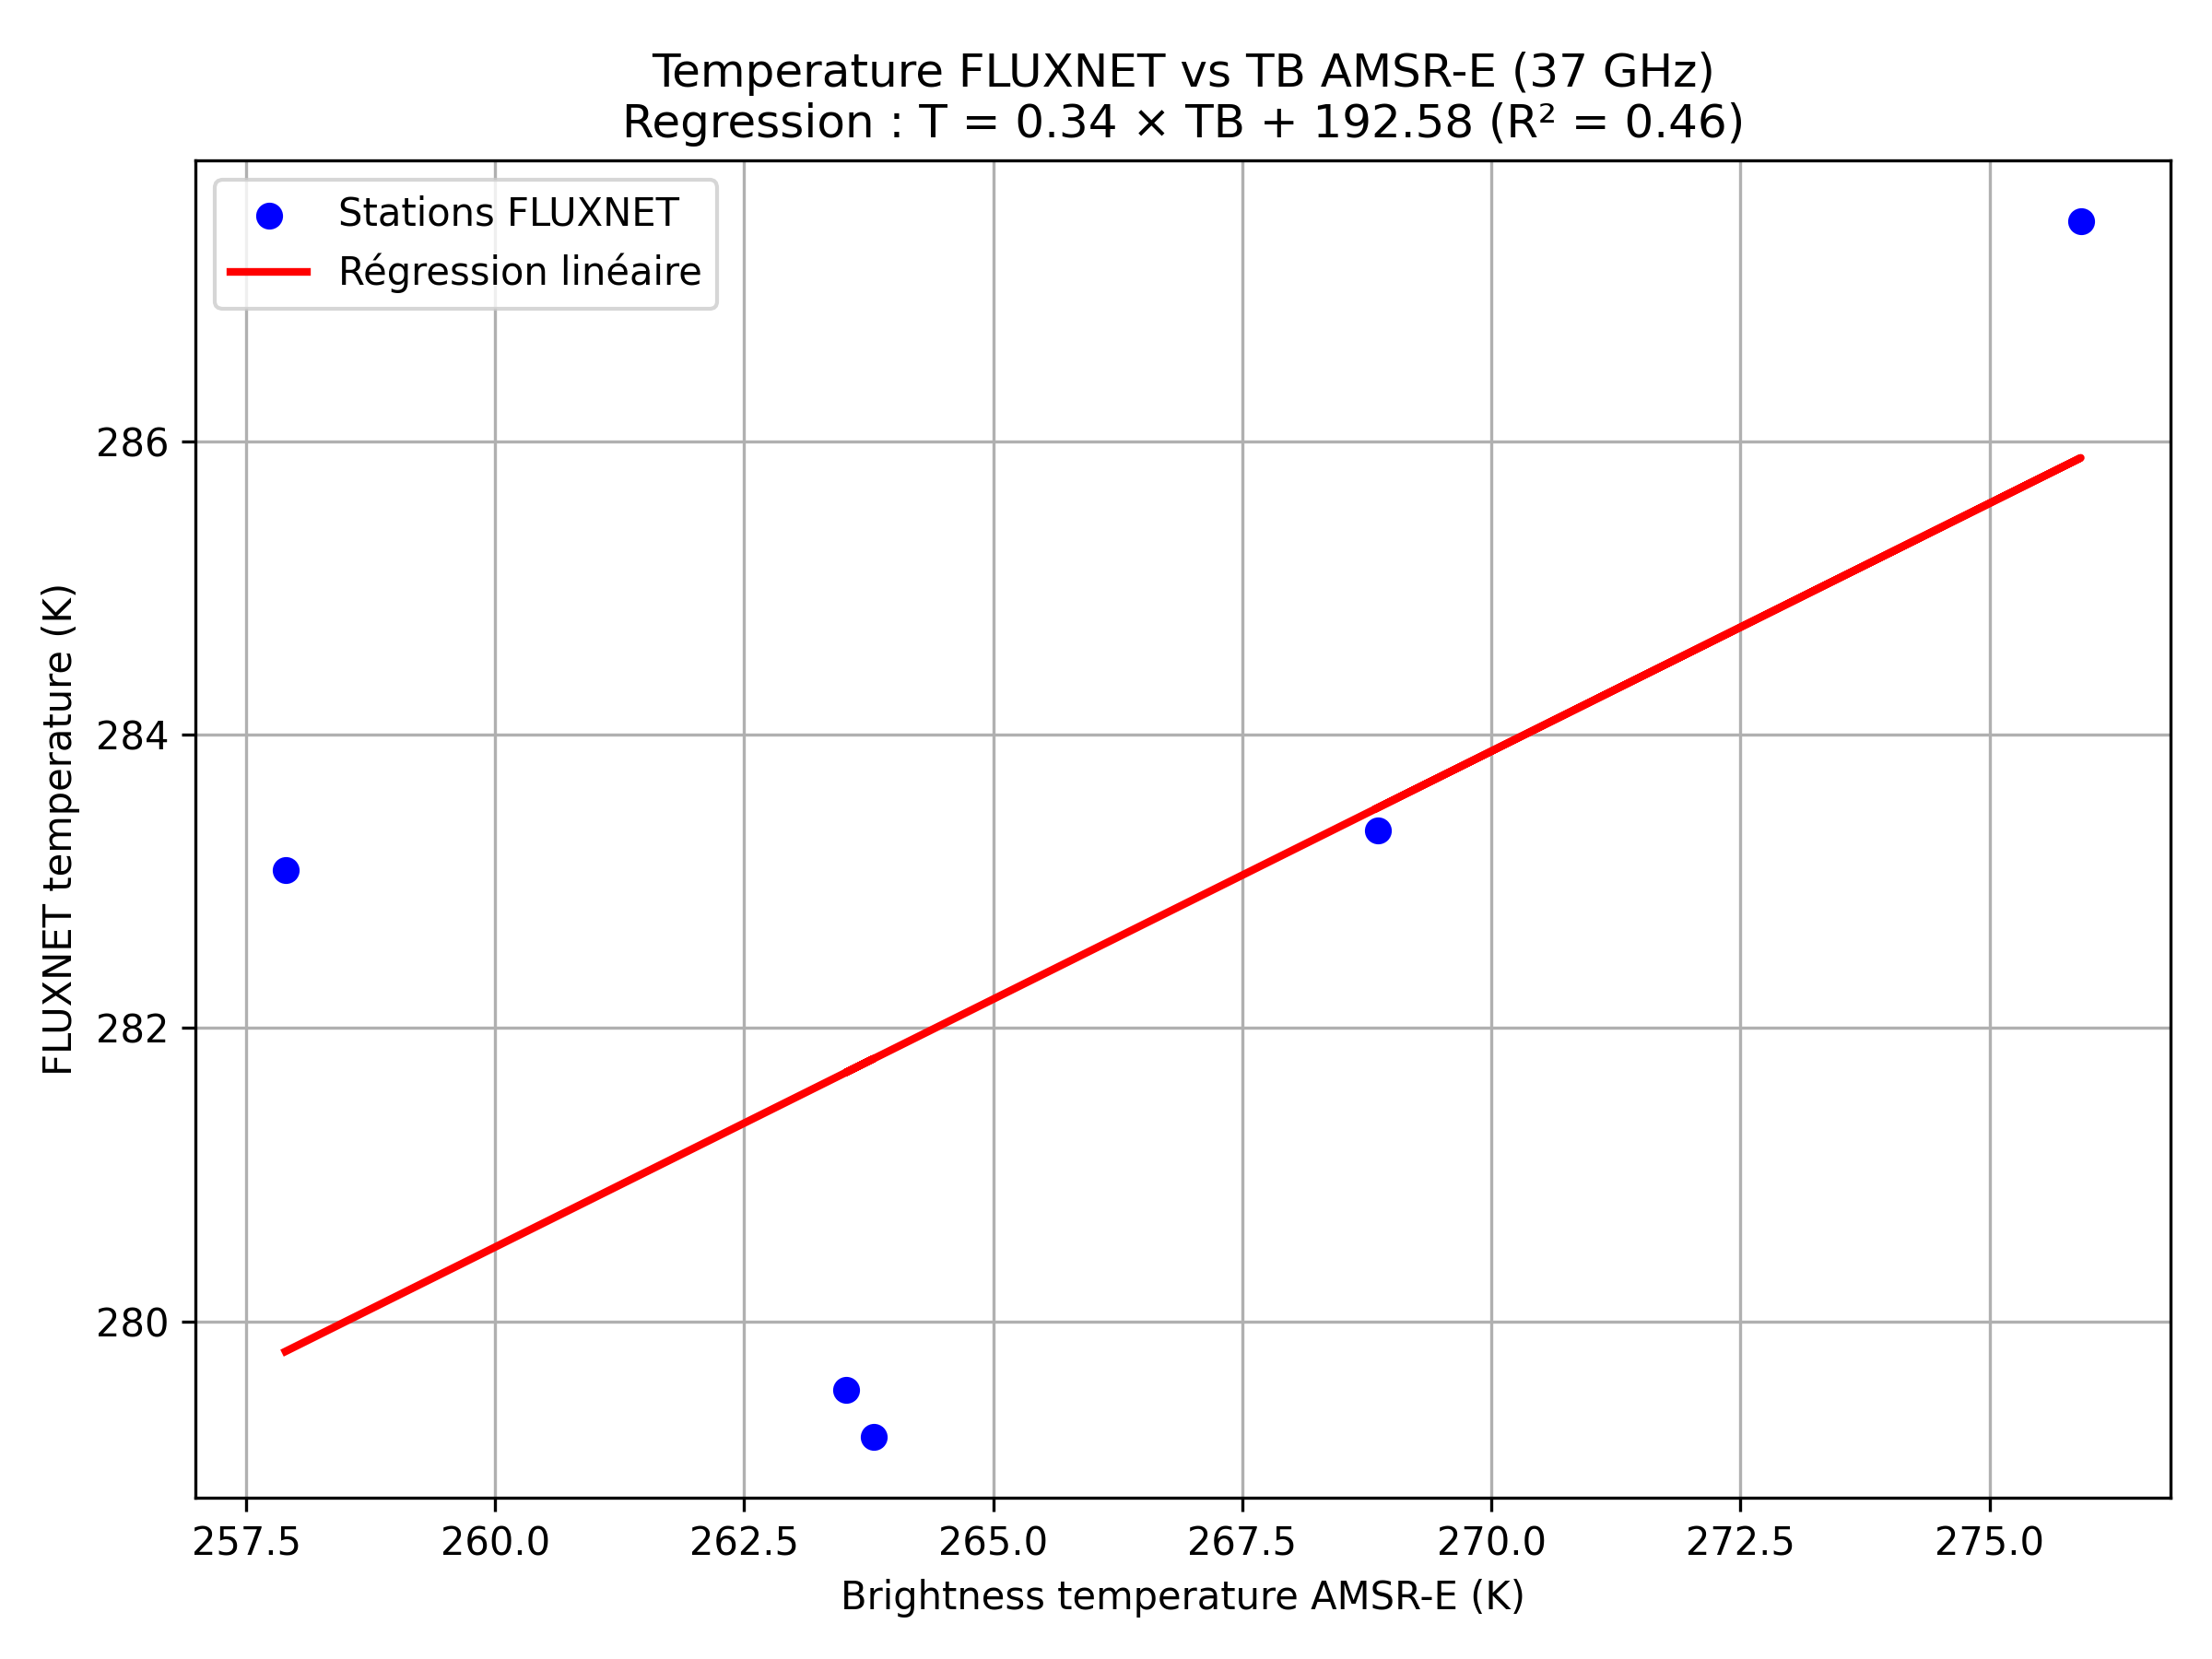 Temperature FLUXNET vs TB AMSR-E (37 GHz)
Regression : T = 0.34 × TB + 192.58 (R² = 0.46)
Stations FLUXNET
Régression linéaire
286
284
282
280
FLUXNET temperature (K)
257.5 260.0 262.5 265.0 267.5 270.0 272.5 275.0
Brightness temperature AMSR-E (K)